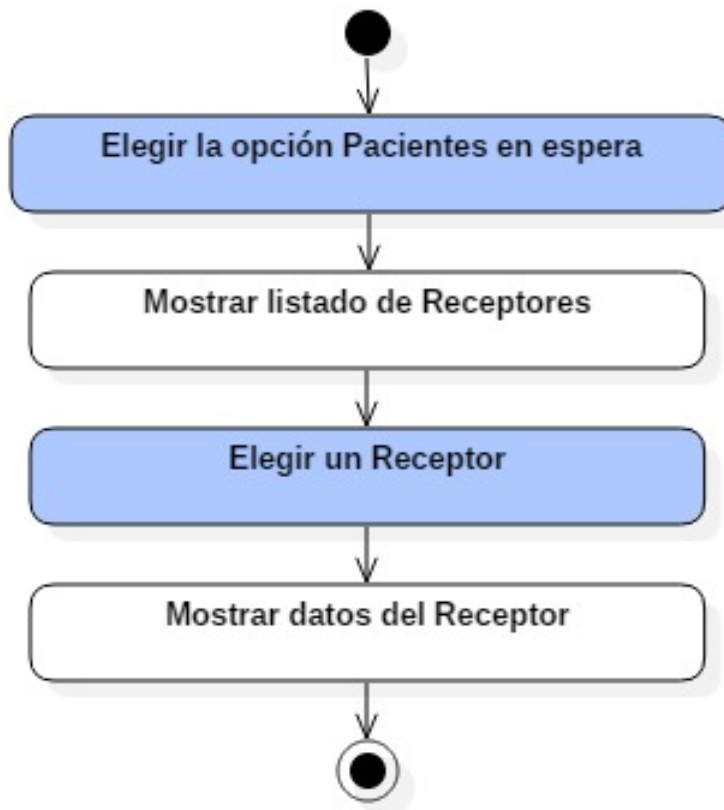 Elegir la opción Pacientes en espera
Mostrar listado de Receptores
Elegir un Receptor
Mostrar datos del Receptor